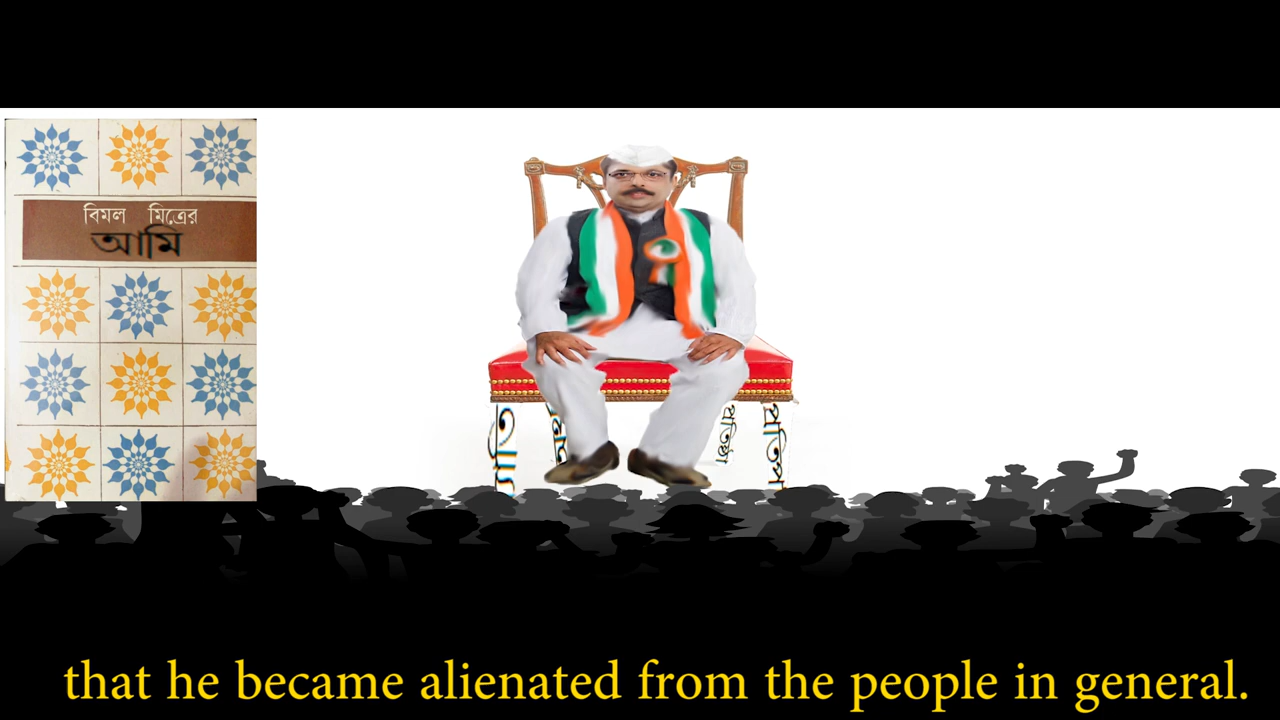 বিমল মিত্রের
আমি
that he became alienated from the people in general.